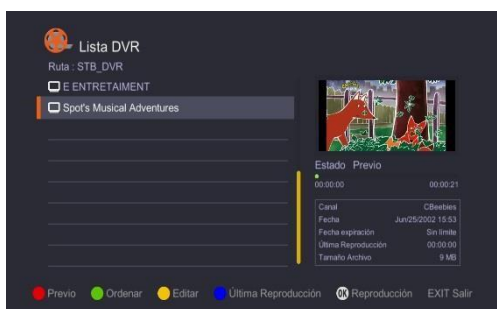 Lista DVR
Ruta : STB_DVR
E ENTRETAIMENT
Spot's Musical Adventures
Estado Previo
00:00:00 00:00:21
Canal CBeebies
Fecha Jun/25/2002 15:53
Fecha expiración Sin límite
Última Reproducción 00:00:00
Tamaño Archivo 9 MB
Previo Ordenar Editar Última Reproducción OK Reproducción EXIT Salir